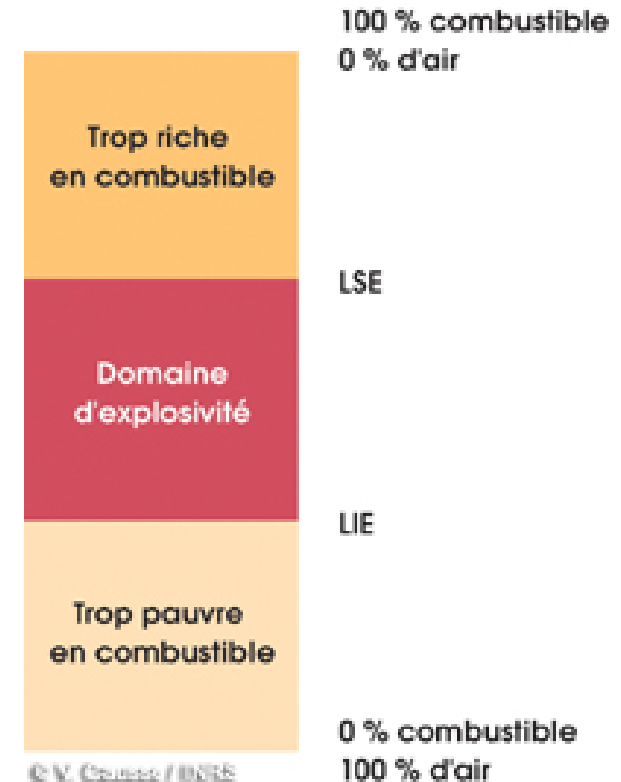 100 % combustible
0 % d'air
Trop riche
en combustible
LSE
Domaine
d'explosivité
LIE
Trop pauvre
en combustible
0 % combustible
100 % d'air
© V.